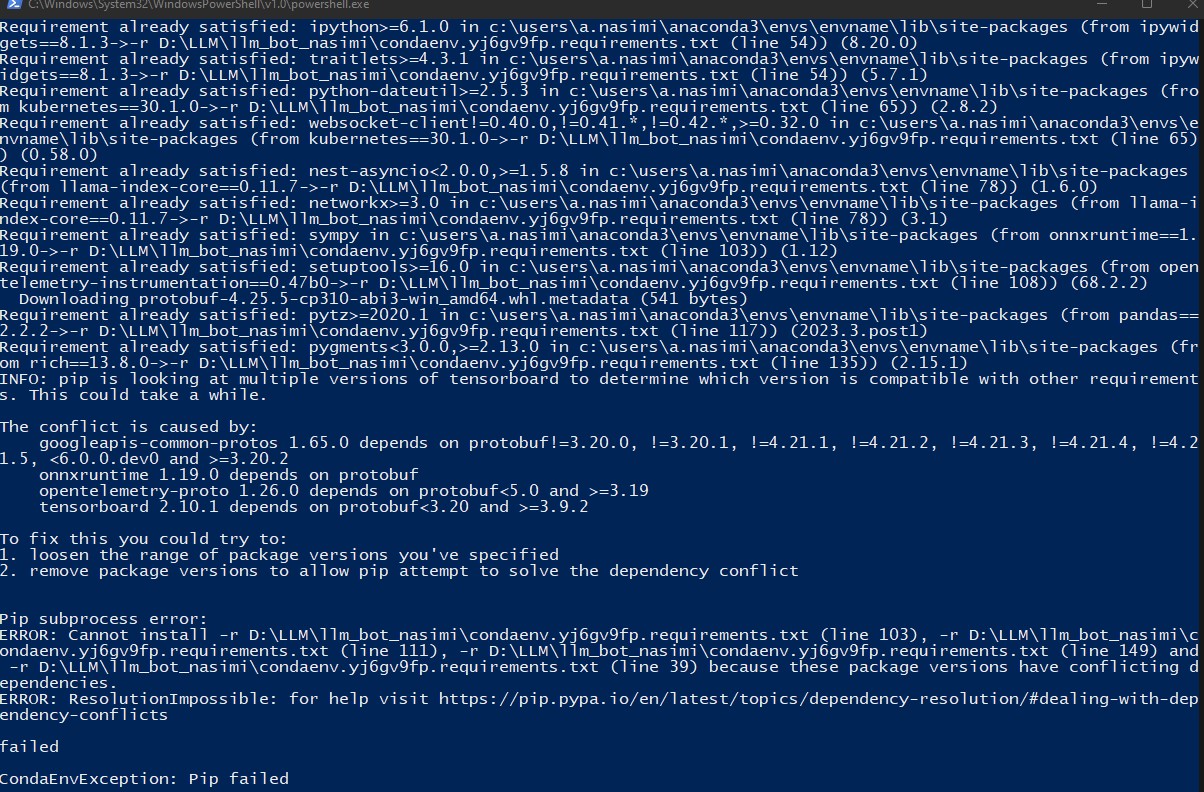 C:\Windows\System32\WindowsPowerShell\v1.0\powershell.exe
Requirement already satisfied: ipython>=6.1.0 in c:\users\a.nasimi\anaconda3\envs\envname\lib\site-packages (from ipywid
gets==8.1.3->-r D:\LLM\llm_bot_nasimi\condaenv.yj6gv9fp.requirements.txt (line 54)) (8.20.0)
Requirement already satisfied: traitlets>=4.3.1 in c:\users\a.nasimi\anaconda3\envs\envname\lib\site-packages (from ipyw
idgets==8.1.3->-r D:\LLM\llm_bot_nasimi\condaenv.yj6gv9fp.requirements.txt (line 54)) (5.7.1)
Requirement already satisfied: python-dateutil>=2.5.3 in c:\users\a.nasimi\anaconda3\envs\envname\lib\site-packages (fro
m kubernetes==30.1.0->-r D:\LLM\llm_bot_nasimi\condaenv.yj6gv9fp.requirements.txt (line 65)) (2.8.2)
Requirement already satisfied: websocket-client!=0.40.0,!=0.41.*,!=0.42.*,>=0.32.0 in c:\users\a.nasimi\anaconda3\envs\e
nvname\lib\site-packages (from kubernetes==30.1.0->-r D:\LLM\llm_bot_nasimi\condaenv.yj6gv9fp.requirements.txt (line 65)
) (0.58.0)
Requirement already satisfied: nest-asyncio<2.0.0,>=1.5.8 in c:\users\a.nasimi\anaconda3\envs\envname\lib\site-packages
(from llama-index-core==0.11.7->-r D:\LLM\llm_bot_nasimi\condaenv.yj6gv9fp.requirements.txt (line 78)) (1.6.0)
Requirement already satisfied: networkx>=3.0 in c:\users\a.nasimi\anaconda3\envs\envname\lib\site-packages (from llama-i
ndex-core==0.11.7->-r D:\LLM\llm_bot_nasimi\condaenv.yj6gv9fp.requirements.txt (line 78)) (3.1)
Requirement already satisfied: sympy in c:\users\a.nasimi\anaconda3\envs\envname\lib\site-packages (from onnxruntime==1.
19.0->-r D:\LLM\llm_bot_nasimi\condaenv.yj6gv9fp.requirements.txt (line 103)) (1.12)
Requirement already satisfied: setuptools>=16.0 in c:\users\a.nasimi\anaconda3\envs\envname\lib\site-packages (from open
telemetry-instrumentation==0.47b0->-r D:\LLM\llm_bot_nasimi\condaenv.yj6gv9fp.requirements.txt (line 108)) (68.2.2)
  Downloading protobuf-4.25.5-cp310-abi3-win_amd64.whl.metadata (541 bytes)
Requirement already satisfied: pytz>=2020.1 in c:\users\a.nasimi\anaconda3\envs\envname\lib\site-packages (from pandas==
2.2.2->-r D:\LLM\llm_bot_nasimi\condaenv.yj6gv9fp.requirements.txt (line 117)) (2023.3.post1)
Requirement already satisfied: pygments<3.0.0,>=2.13.0 in c:\users\a.nasimi\anaconda3\envs\envname\lib\site-packages (fr
om rich==13.8.0->-r D:\LLM\llm_bot_nasimi\condaenv.yj6gv9fp.requirements.txt (line 135)) (2.15.1)
INFO: pip is looking at multiple versions of tensorboard to determine which version is compatible with other requirement
s. This could take a while.
The conflict is caused by:
    googleapis-common-protos 1.65.0 depends on protobuf!=3.20.0, !=3.20.1, !=4.21.1, !=4.21.2, !=4.21.3, !=4.21.4, !=4.2
1.5, <6.0.0.dev0 and >=3.20.2
    onnxruntime 1.19.0 depends on protobuf
    opentelemetry-proto 1.26.0 depends on protobuf<5.0 and >=3.19
    tensorboard 2.10.1 depends on protobuf<3.20 and >=3.9.2
To fix this you could try to:
1. loosen the range of package versions you've specified
2. remove package versions to allow pip attempt to solve the dependency conflict
Pip subprocess error:
ERROR: Cannot install -r D:\LLM\llm_bot_nasimi\condaenv.yj6gv9fp.requirements.txt (line 103), -r D:\LLM\llm_bot_nasimi\c
ondaenv.yj6gv9fp.requirements.txt (line 111), -r D:\LLM\llm_bot_nasimi\condaenv.yj6gv9fp.requirements.txt (line 149) and
 -r D:\LLM\llm_bot_nasimi\condaenv.yj6gv9fp.requirements.txt (line 39) because these package versions have conflicting d
ependencies.
ERROR: ResolutionImpossible: for help visit https://pip.pypa.io/en/latest/topics/dependency-resolution/#dealing-with-dep
endency-conflicts
failed
CondaEnvException: Pip failed